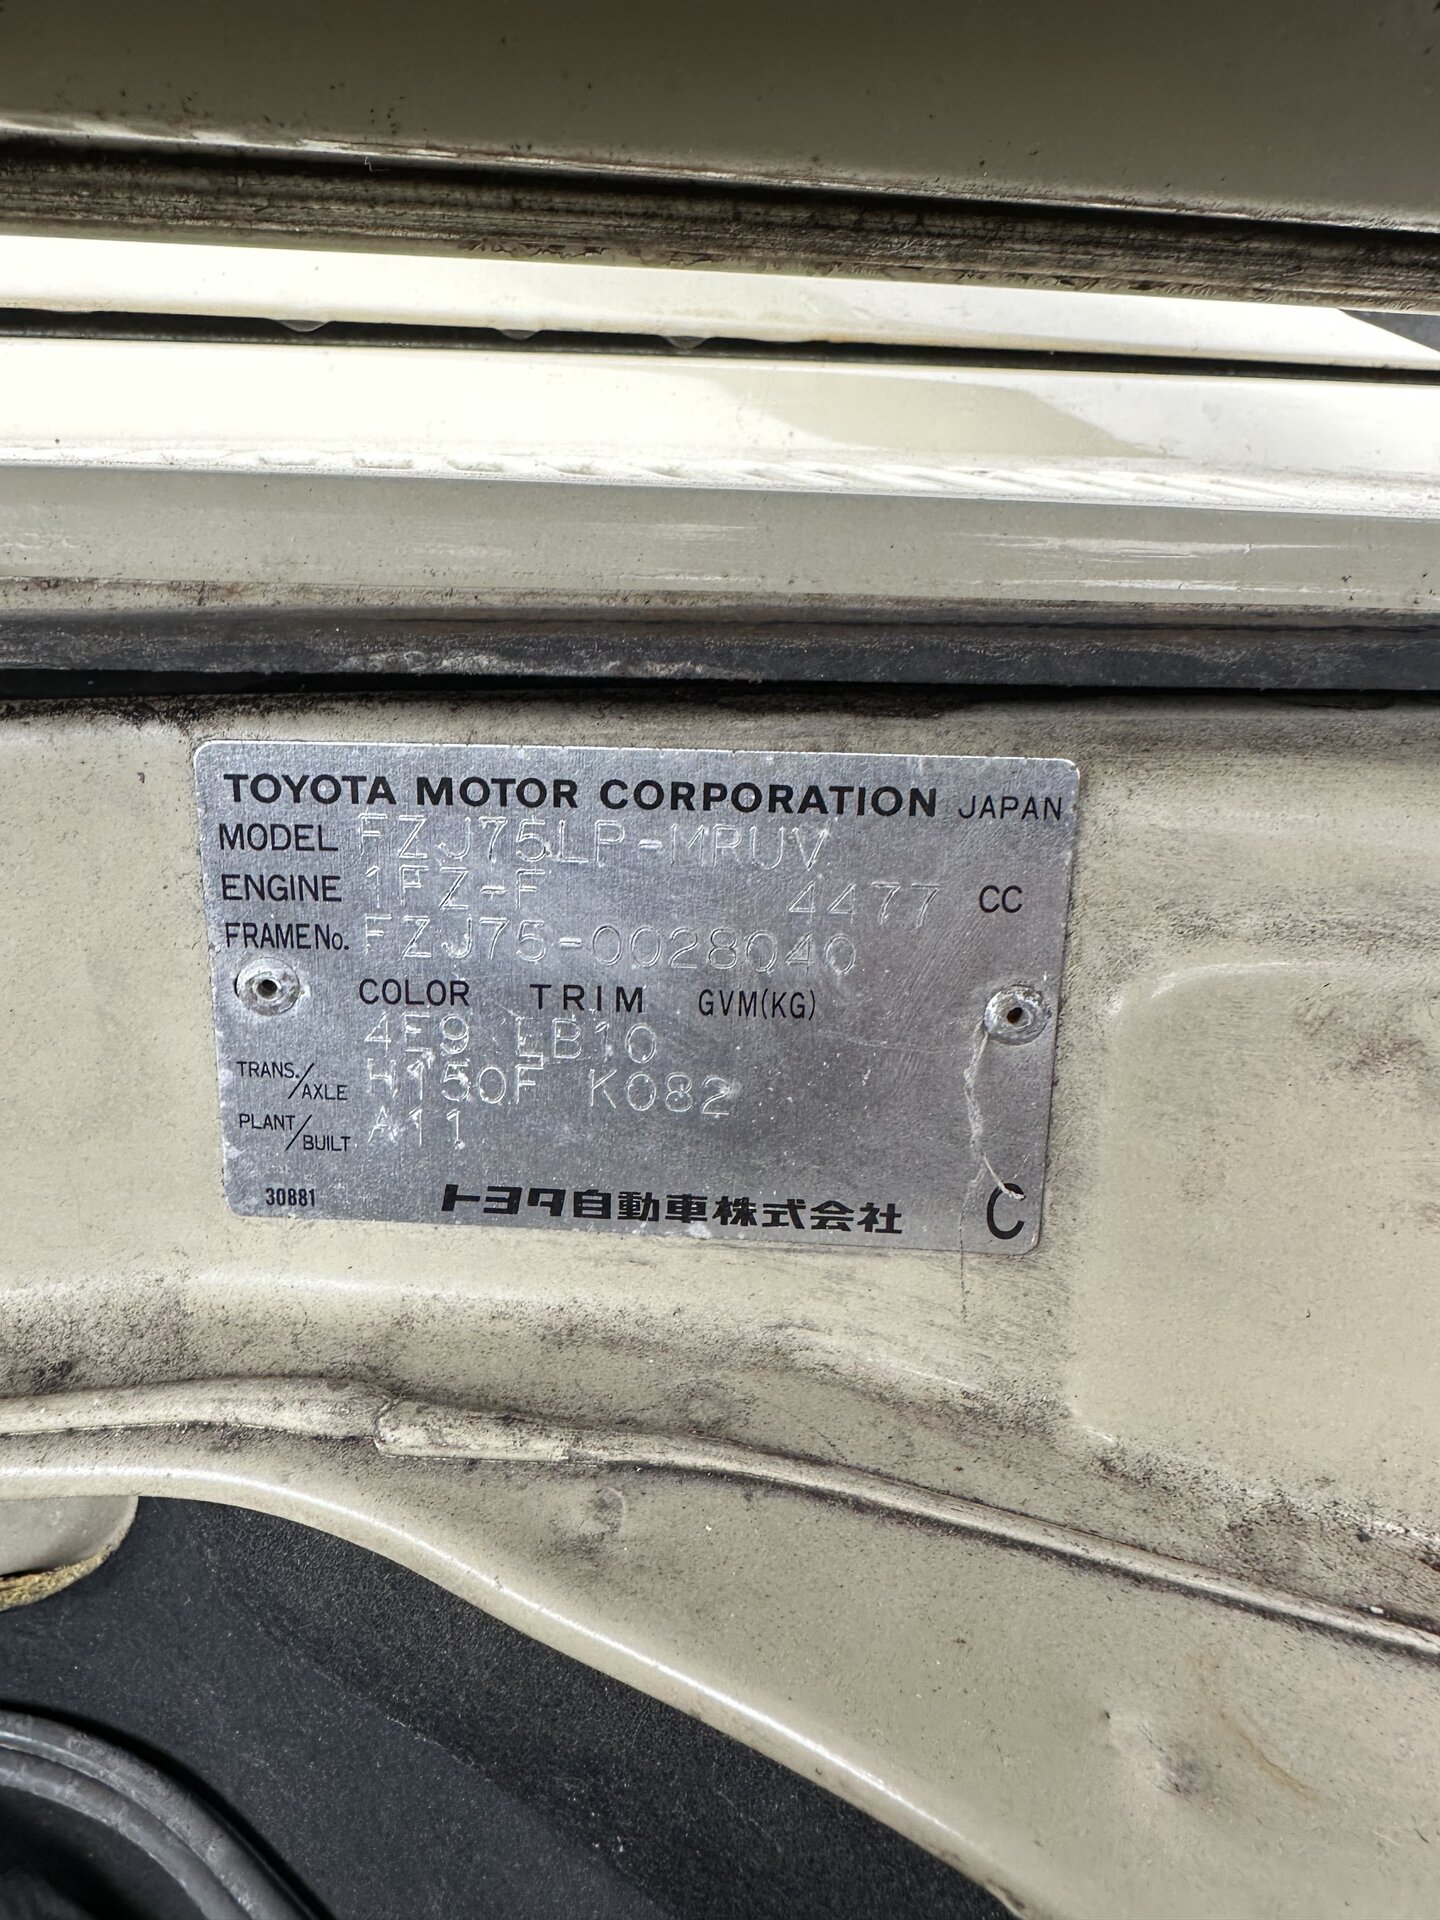 TOYOTA MOTOR CORPORATION JAPAN
MODEL FZJ75LP-MRUV
ENGINE 1FZ-F 4477 CC
FRAME No. FZJ75-0028040
COLOR TRIM GVM(KG)
4E9 LB10
TRANS./AXLE H150F K082
PLANT/BUILT A11
30881 トヨタ自動車株式会社 C